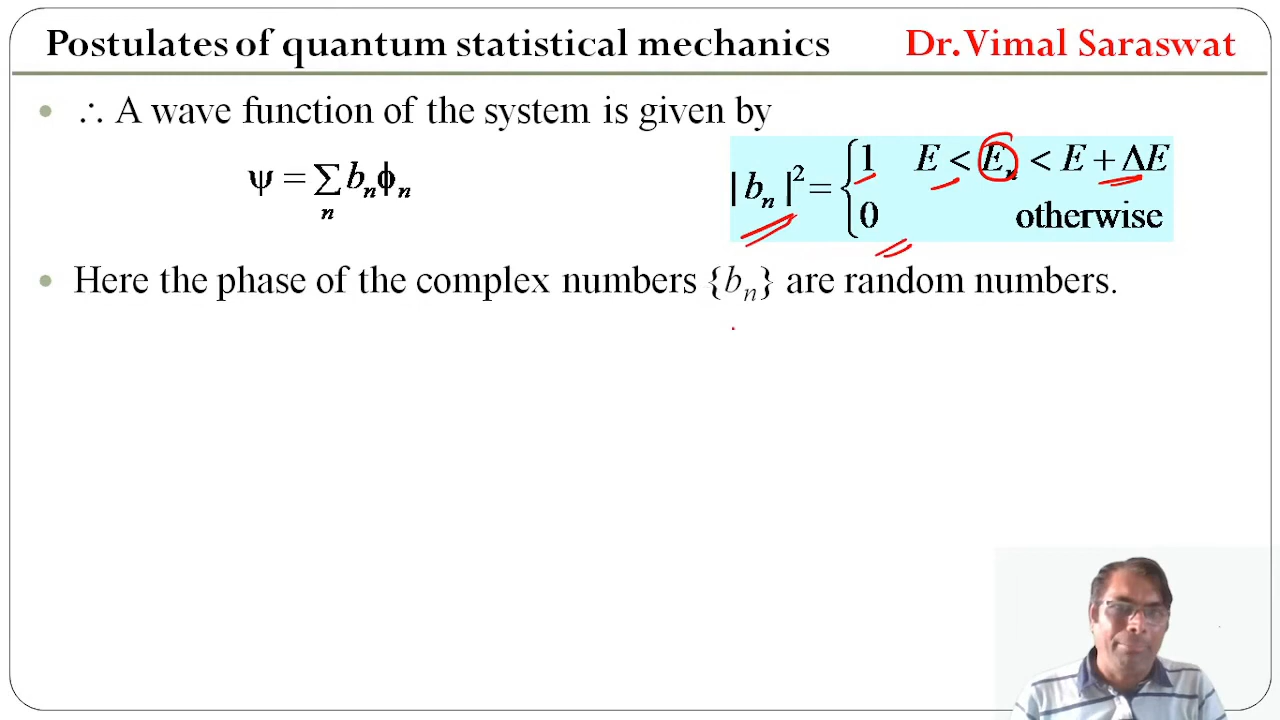 Postulates of quantum statistical mechanics Dr. Vimal Saraswat
• ∴ A wave function of the system is given by
ψ = ∑_n b_n ϕ_n
|b_n|² = { 1 E < E_n < E + ΔE
0 otherwise
• Here the phase of the complex numbers {b_n} are random numbers.